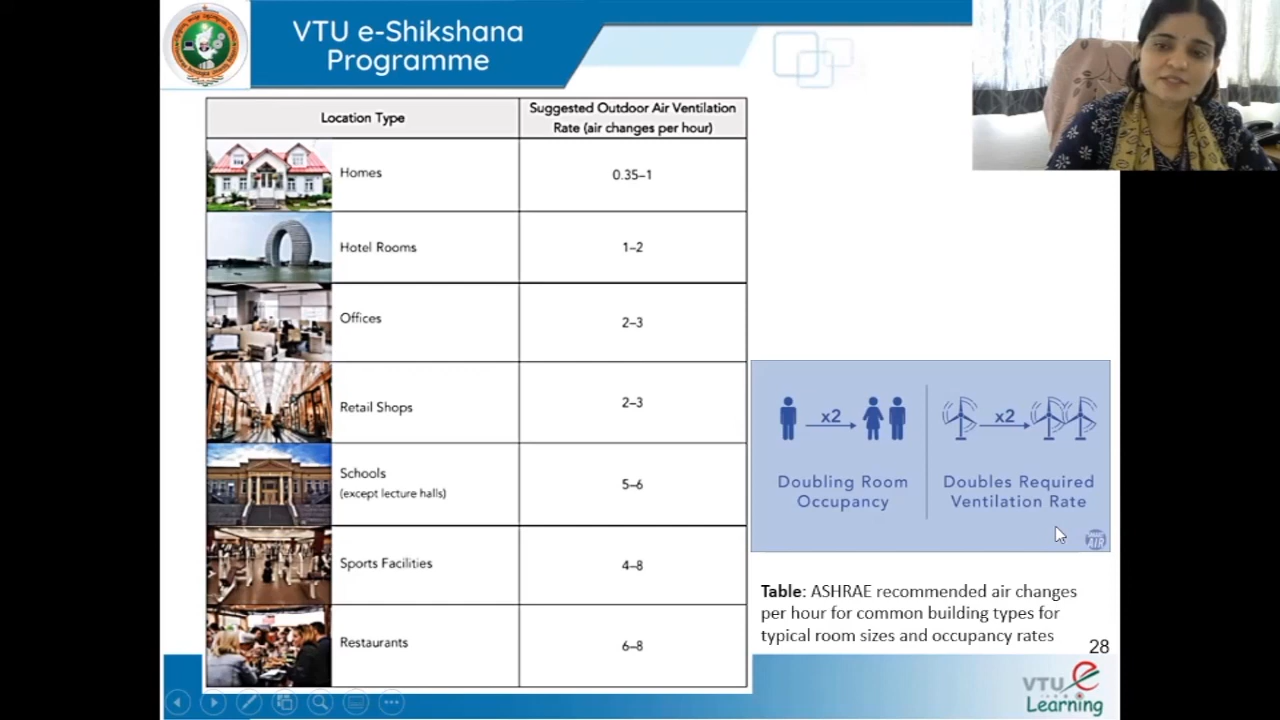 VTU e-Shikshana
Programme
Location Type
Suggested Outdoor Air Ventilation
Rate (air changes per hour)
Homes
0.35–1
Hotel Rooms
1–2
Offices
2–3
Retail Shops
2–3
Schools
(except lecture halls)
5–6
Sports Facilities
4–8
Restaurants
6–8
x2
x2
Doubling Room
Occupancy
Doubles Required
Ventilation Rate
AIR
Table: ASHRAE recommended air changes
per hour for common building types for
typical room sizes and occupancy rates
28
VTU e
Learning